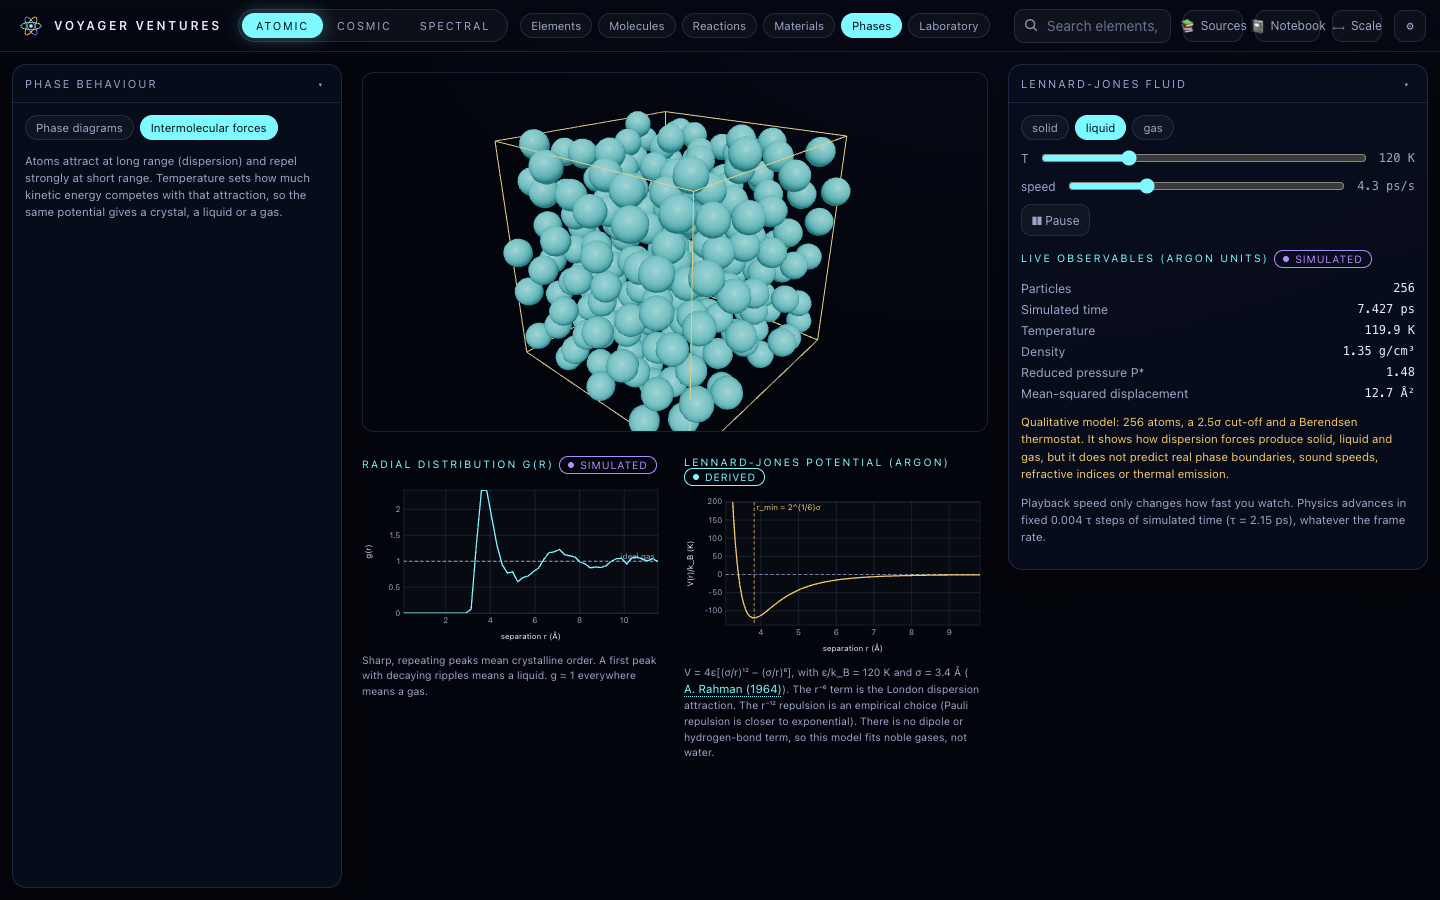 VOYAGER VENTURES
ATOMIC COSMIC SPECTRAL
Elements Molecules Reactions Materials Phases Laboratory
Search elements,
Sources Notebook Scale
PHASE BEHAVIOUR
Phase diagrams Intermolecular forces
Atoms attract at long range (dispersion) and repel
strongly at short range. Temperature sets how much
kinetic energy competes with that attraction, so the
same potential gives a crystal, a liquid or a gas.
RADIAL DISTRIBUTION G(R) SIMULATED
g(r)
2
1.5
1
0.5
0
ideal gas
2 4 6 8 10
separation r (Å)
Sharp, repeating peaks mean crystalline order. A first peak
with decaying ripples means a liquid. g ≈ 1 everywhere
means a gas.
LENNARD-JONES POTENTIAL (ARGON)
DERIVED
V(r)/k_B (K)
200
150
100
50
0
-50
-100
r_min = 2^{1/6}σ
4 5 6 7 8 9
separation r (Å)
V = 4ε[(σ/r)¹² − (σ/r)⁶], with ε/k_B = 120 K and σ = 3.4 Å (
A. Rahman (1964)). The r⁻⁶ term is the London dispersion
attraction. The r⁻¹² repulsion is an empirical choice (Pauli
repulsion is closer to exponential). There is no dipole or
hydrogen-bond term, so this model fits noble gases, not
water.
LENNARD-JONES FLUID
solid liquid gas
T 120 K
speed 4.3 ps/s
Pause
LIVE OBSERVABLES (ARGON UNITS) SIMULATED
Particles 256
Simulated time 7.427 ps
Temperature 119.9 K
Density 1.35 g/cm³
Reduced pressure P* 1.48
Mean-squared displacement 12.7 Å²
Qualitative model: 256 atoms, a 2.5σ cut-off and a Berendsen
thermostat. It shows how dispersion forces produce solid, liquid and
gas, but it does not predict real phase boundaries, sound speeds,
refractive indices or thermal emission.
Playback speed only changes how fast you watch. Physics advances in
fixed 0.004 τ steps of simulated time (τ = 2.15 ps), whatever the frame
rate.